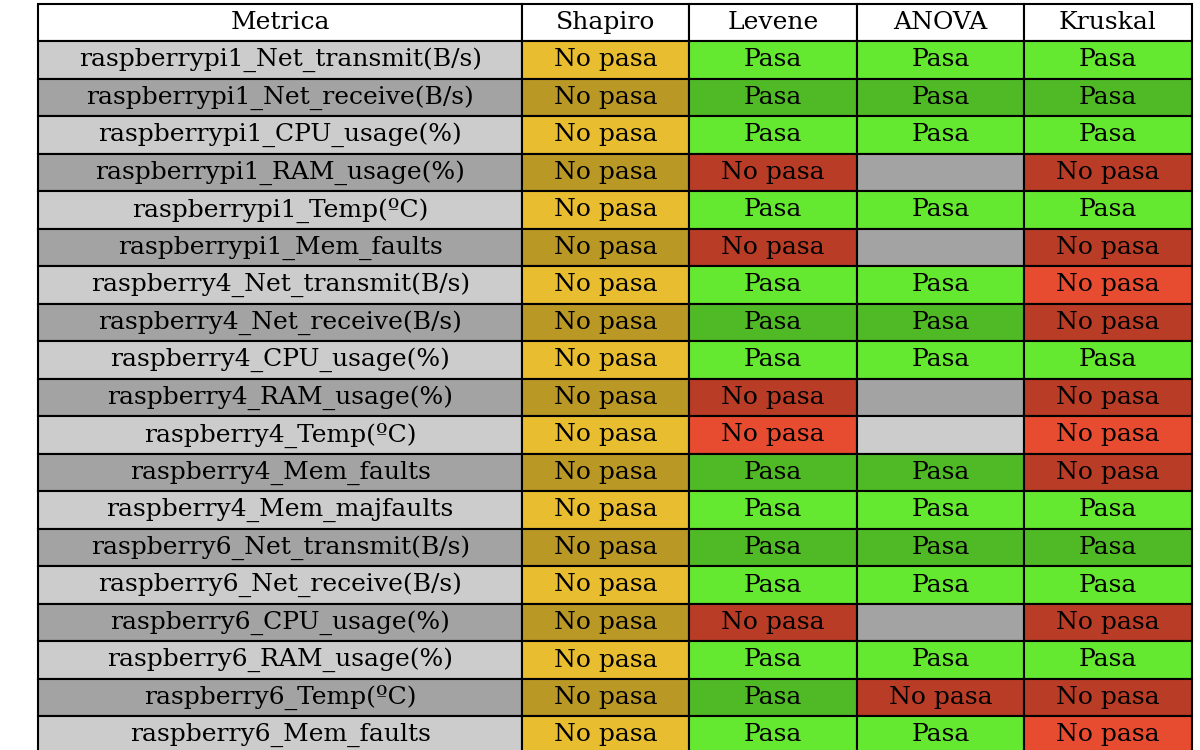 Metrica Shapiro Levene ANOVA Kruskal
raspberrypi1_Net_transmit(B/s) No pasa Pasa Pasa Pasa
raspberrypi1_Net_receive(B/s) No pasa Pasa Pasa Pasa
raspberrypi1_CPU_usage(%) No pasa Pasa Pasa Pasa
raspberrypi1_RAM_usage(%) No pasa No pasa No pasa
raspberrypi1_Temp(ºC) No pasa Pasa Pasa Pasa
raspberrypi1_Mem_faults No pasa No pasa No pasa
raspberry4_Net_transmit(B/s) No pasa Pasa Pasa No pasa
raspberry4_Net_receive(B/s) No pasa Pasa Pasa No pasa
raspberry4_CPU_usage(%) No pasa Pasa Pasa Pasa
raspberry4_RAM_usage(%) No pasa No pasa No pasa
raspberry4_Temp(ºC) No pasa No pasa No pasa
raspberry4_Mem_faults No pasa Pasa Pasa No pasa
raspberry4_Mem_majfaults No pasa Pasa Pasa Pasa
raspberry6_Net_transmit(B/s) No pasa Pasa Pasa Pasa
raspberry6_Net_receive(B/s) No pasa Pasa Pasa Pasa
raspberry6_CPU_usage(%) No pasa No pasa No pasa
raspberry6_RAM_usage(%) No pasa Pasa Pasa Pasa
raspberry6_Temp(ºC) No pasa Pasa No pasa No pasa
raspberry6_Mem_faults No pasa Pasa Pasa No pasa